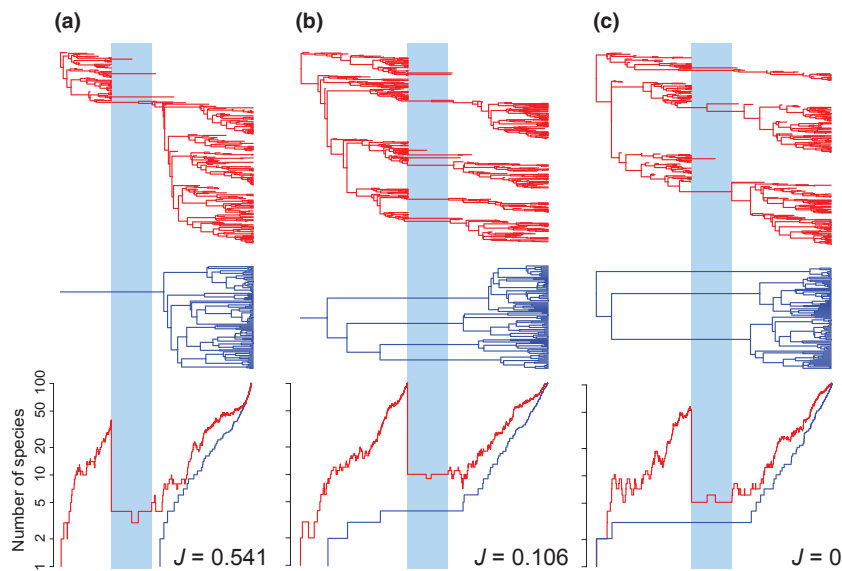 (a) (b) (c)
Number of species
100
50
20
10
5
2
1
J = 0.541
J = 0.106
J = 0